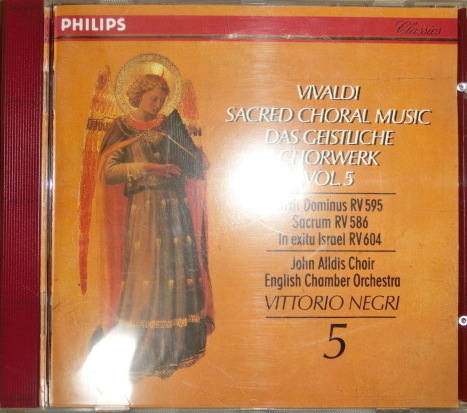 PHILIPS
Classics
VIVALDI
SACRED CHORAL MUSIC
DAS GEISTLICHE
CHORWERK
VOL. 5
Dominus RV 595
Sacrum RV 586
In exitu Israel RV 604
John Alldis Choir
English Chamber Orchestra
VITTORIO NEGRI
5